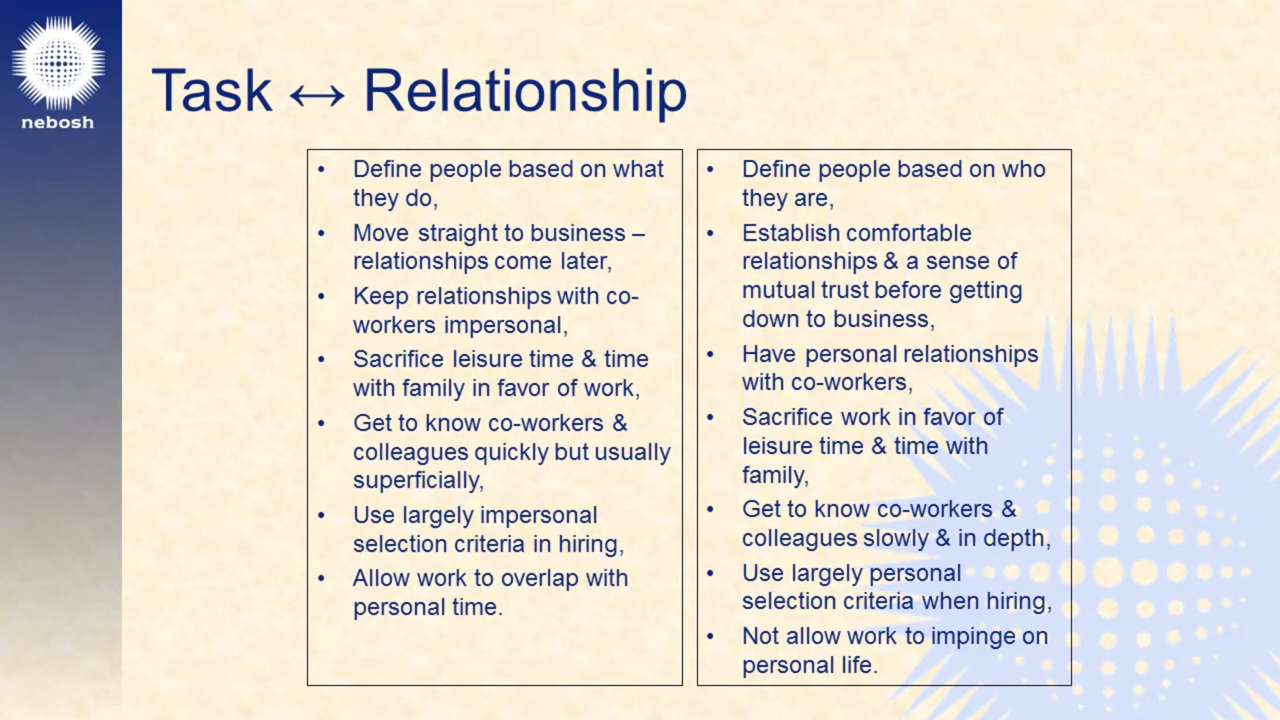 nebosh
Task ↔ Relationship
• Define people based on what
they do,
• Move straight to business –
relationships come later,
• Keep relationships with co-
workers impersonal,
• Sacrifice leisure time & time
with family in favor of work,
• Get to know co-workers &
colleagues quickly but usually
superficially,
• Use largely impersonal
selection criteria in hiring,
• Allow work to overlap with
personal time.
• Define people based on who
they are,
• Establish comfortable
relationships & a sense of
mutual trust before getting
down to business,
• Have personal relationships
with co-workers,
• Sacrifice work in favor of
leisure time & time with
family,
• Get to know co-workers &
colleagues slowly & in depth,
• Use largely personal
selection criteria when hiring,
• Not allow work to impinge on
personal life.